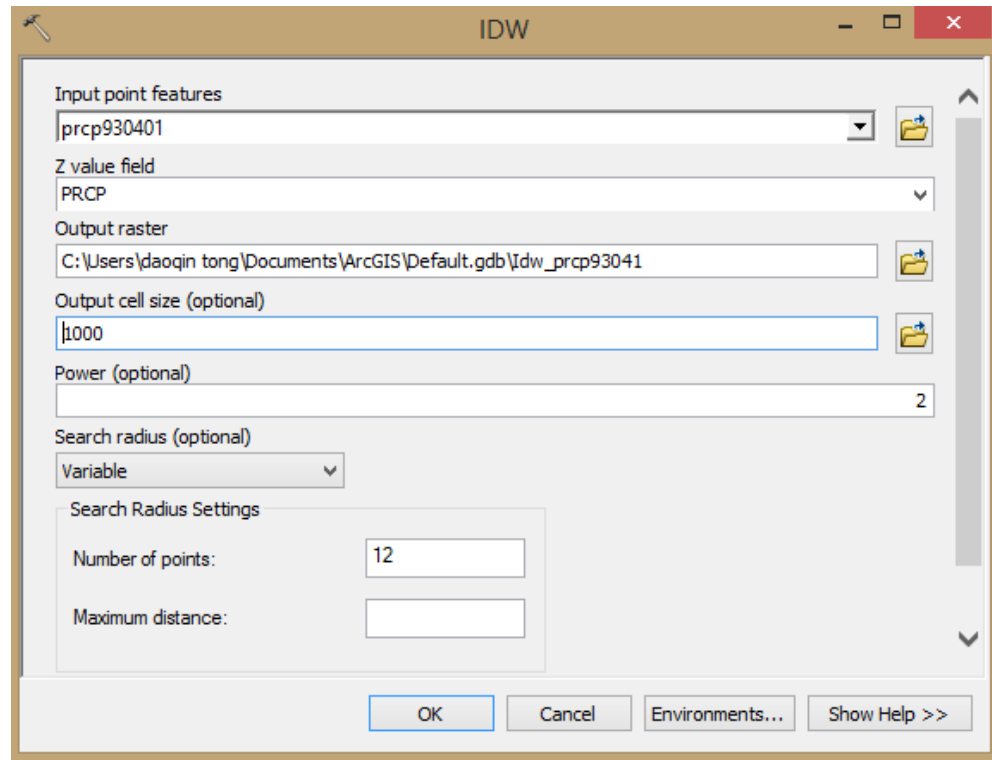 IDW
Input point features
prcp930401
Z value field
PRCP
Output raster
C:\Users\daoqin tong\Documents\ArcGIS\Default.gdb\Idw_prcp93041
Output cell size (optional)
1000
Power (optional)
2
Search radius (optional)
Variable
Search Radius Settings
Number of points:
12
Maximum distance:
OK
Cancel
Environments...
Show Help >>